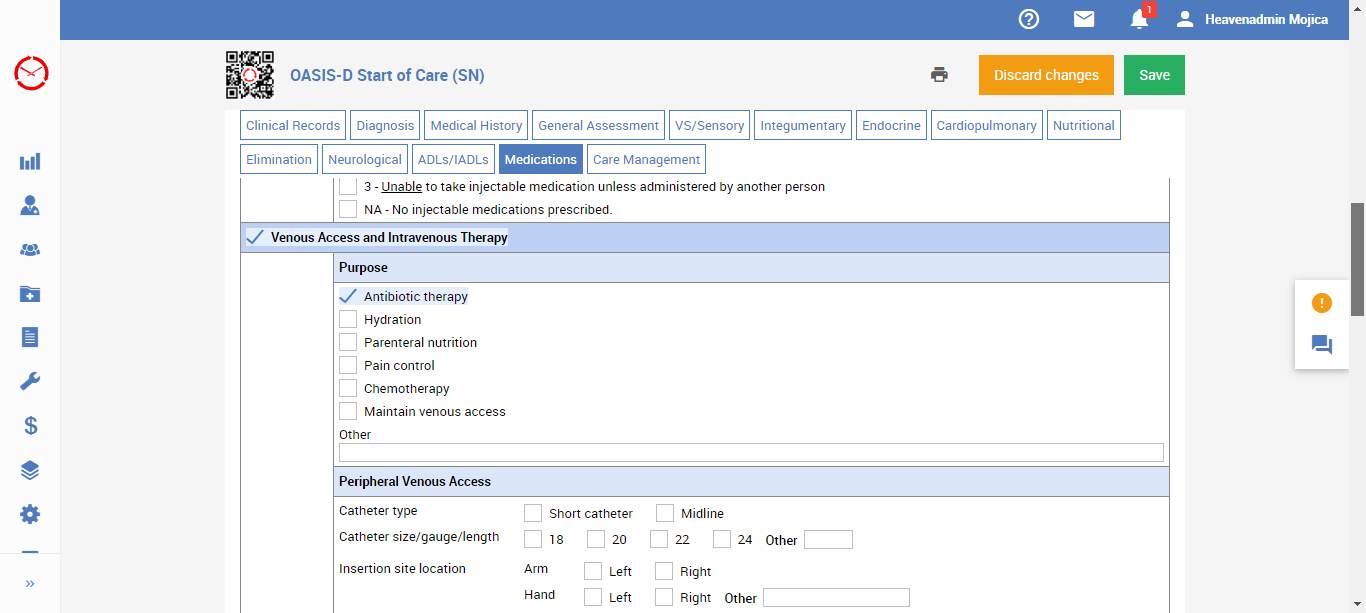 1
Heavenadmin Mojica
OASIS-D Start of Care (SN)
Discard changes
Save
Clinical Records
Diagnosis
Medical History
General Assessment
VS/Sensory
Integumentary
Endocrine
Cardiopulmonary
Nutritional
Elimination
Neurological
ADLs/IADLs
Medications
Care Management
3 - Unable to take injectable medication unless administered by another person
NA - No injectable medications prescribed.
Venous Access and Intravenous Therapy
Purpose
Antibiotic therapy
Hydration
Parenteral nutrition
Pain control
Chemotherapy
Maintain venous access
Other
Peripheral Venous Access
Catheter type Short catheter Midline
Catheter size/gauge/length 18 20 22 24 Other
Insertion site location Arm Left Right
Hand Left Right Other